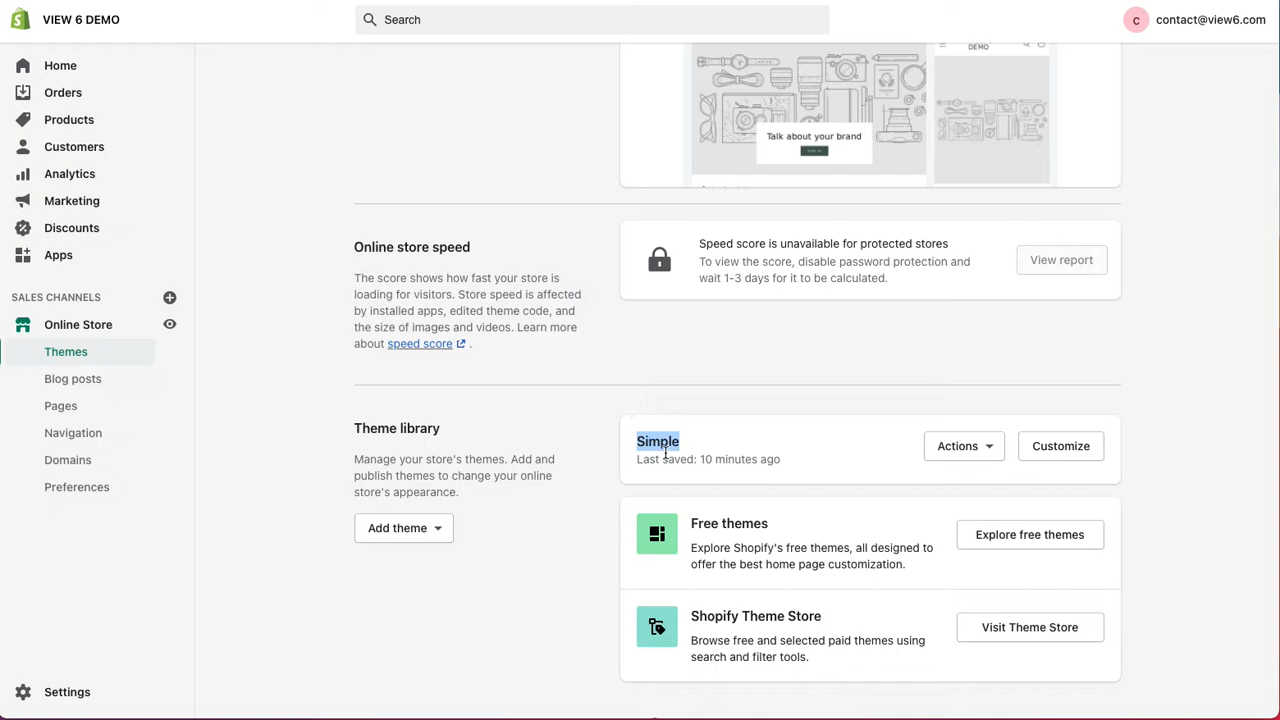 VIEW 6 DEMO
Search
C
contact@view6.com
Home
Orders
Products
Customers
Analytics
Marketing
Discounts
Apps
SALES CHANNELS
Online Store
Themes
Blog posts
Pages
Navigation
Domains
Preferences
Settings
DEMO
Talk about your brand
Online store speed
The score shows how fast your store is
loading for visitors. Store speed is affected
by installed apps, edited theme code, and
the size of images and videos. Learn more
about speed score .
Speed score is unavailable for protected stores
To view the score, disable password protection and
wait 1-3 days for it to be calculated.
View report
Theme library
Manage your store's themes. Add and
publish themes to change your online
store's appearance.
Add theme
Simple
Last saved: 10 minutes ago
Actions
Customize
Free themes
Explore Shopify's free themes, all designed to
offer the best home page customization.
Explore free themes
Shopify Theme Store
Browse free and selected paid themes using
search and filter tools.
Visit Theme Store